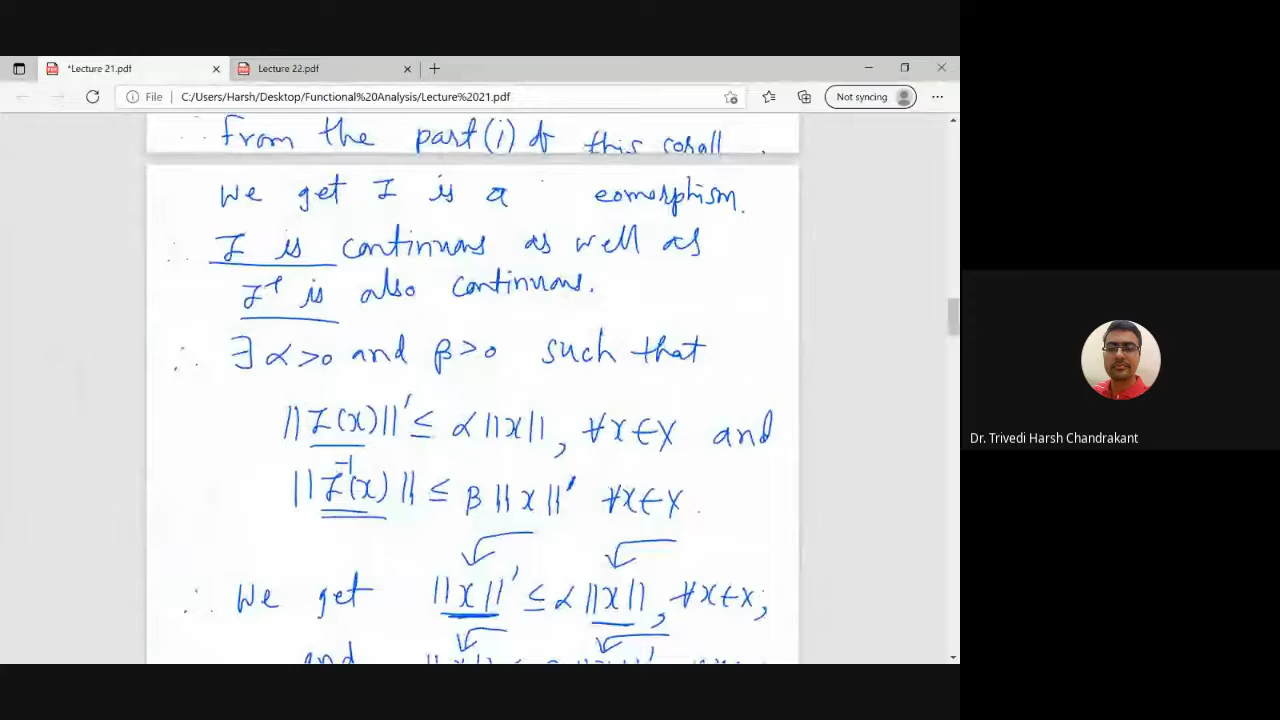 *Lecture 21.pdf
Lecture 22.pdf
File | C:/Users/Harsh/Desktop/Functional%20Analysis/Lecture%2021.pdf
Not syncing
∴ From the part(i) of this corall
We get I is a eomorphism.
∴ I is continuous as well as
I⁻¹ is also continuous.
∴ ∃ α>0 and β>0 such that
||I(x)||' ≤ α||x||, ∀x∈X and
||I⁻¹(x)|| ≤ β||x||' ∀x∈X.
∴ We get ||x||' ≤ α||x||, ∀x∈X;
and
Dr. Trivedi Harsh Chandrakant